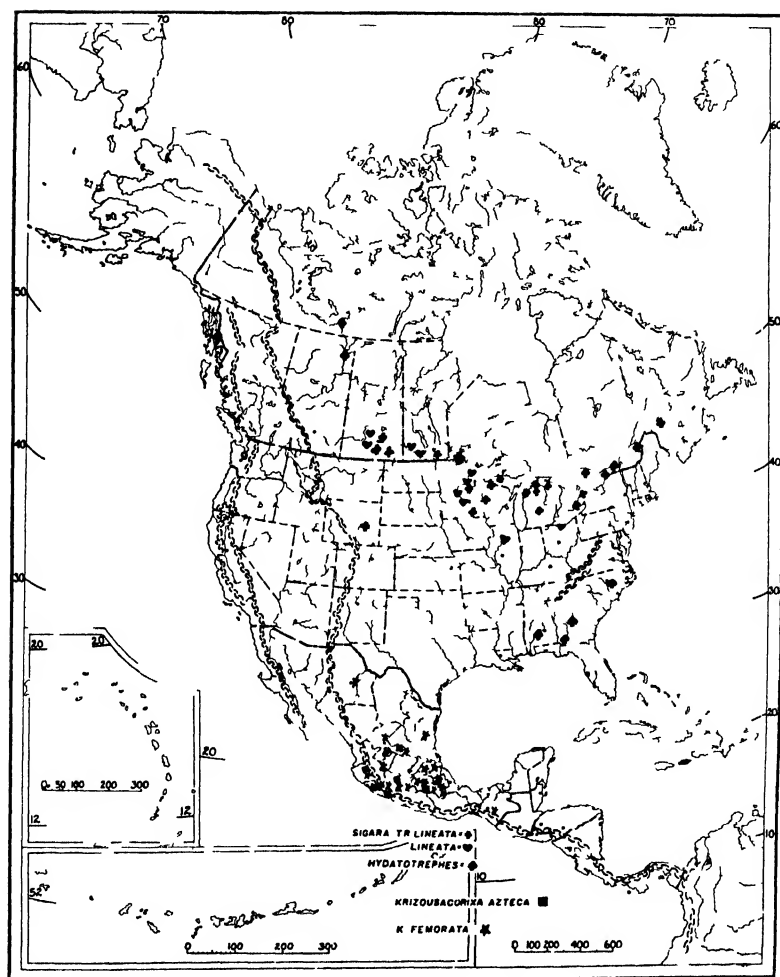 70 80 80 70
60
60
50
50
40
40
30
30
20 20
20
20
0 50 100 200 300
12 12
10
SIGARA TR. LINEATA=
LINEATA=
HYDATOTREPHES=
10
52
KRIZOUSACORIXA AZTECA
K FEMORATA
0 100 200 300
0 100 200 400 600